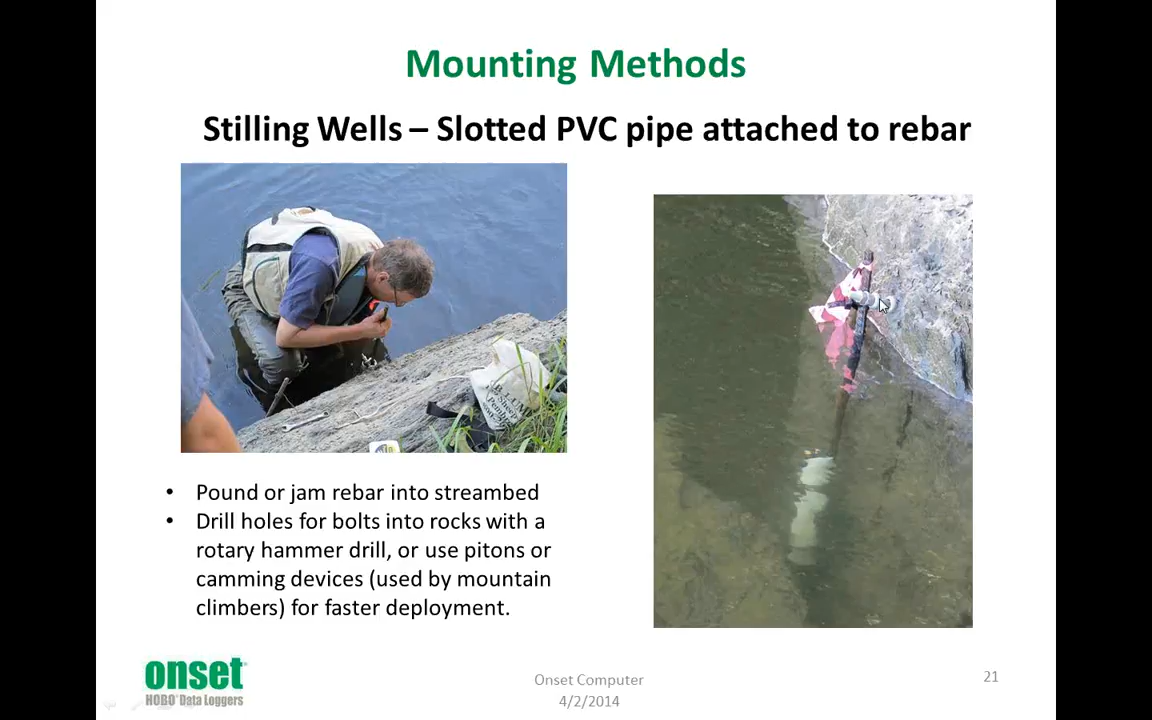 Mounting Methods
Stilling Wells – Slotted PVC pipe attached to rebar
• Pound or jam rebar into streambed
• Drill holes for bolts into rocks with a
rotary hammer drill, or use pitons or
camming devices (used by mountain
climbers) for faster deployment.
onset
HOBO® Data Loggers
Onset Computer
4/2/2014
21